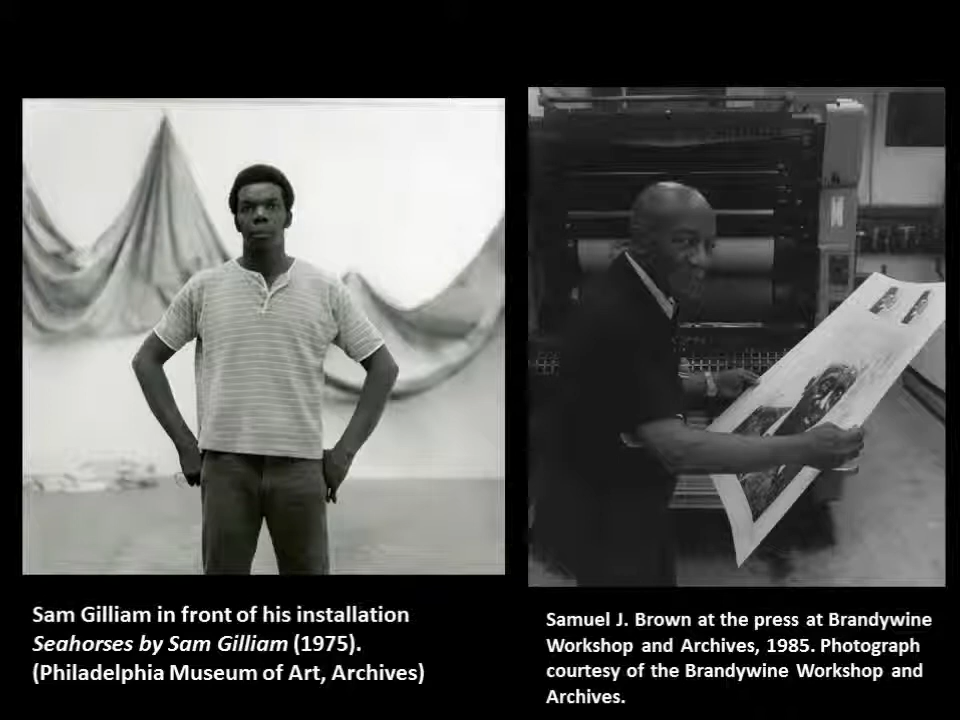 Sam Gilliam in front of his installation
Seahorses by Sam Gilliam (1975).
(Philadelphia Museum of Art, Archives)
Samuel J. Brown at the press at Brandywine
Workshop and Archives, 1985. Photograph
courtesy of the Brandywine Workshop and
Archives.